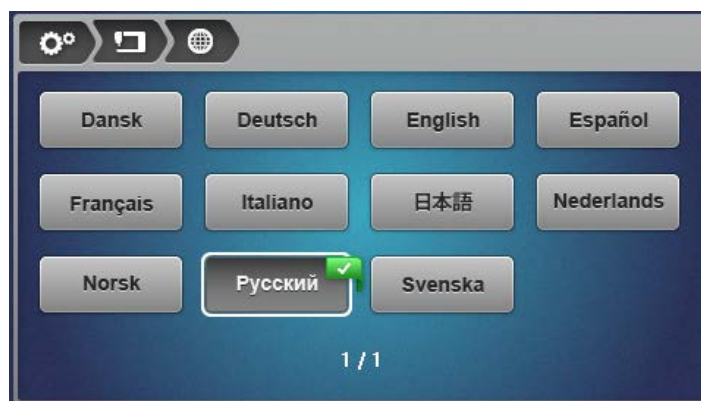 Dansk Deutsch English Español
Français Italiano 日本語 Nederlands
Norsk Русский Svenska
1 / 1